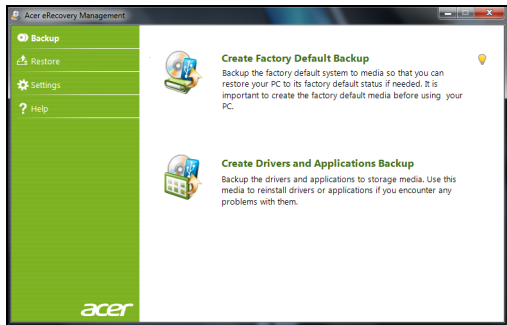 Acer eRecovery Management
Backup
Restore
Settings
? Help
Create Factory Default Backup
Backup the factory default system to media so that you can
restore your PC to its factory default status if needed. It is
important to create the factory default media before using your
PC.
Create Drivers and Applications Backup
Backup the drivers and applications to storage media. Use this
media to reinstall drivers or applications if you encounter any
problems with them.
acer